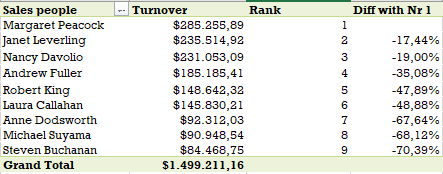 Sales people Turnover Rank Diff with Nr 1
Margaret Peacock $285.255,89 1
Janet Leverling $235.514,92 2 -17,44%
Nancy Davolio $231.053,09 3 -19,00%
Andrew Fuller $185.185,41 4 -35,08%
Robert King $148.642,32 5 -47,89%
Laura Callahan $145.830,21 6 -48,88%
Anne Dodsworth $92.312,03 7 -67,64%
Michael Suyama $90.948,54 8 -68,12%
Steven Buchanan $84.468,75 9 -70,39%
Grand Total $1.499.211,16